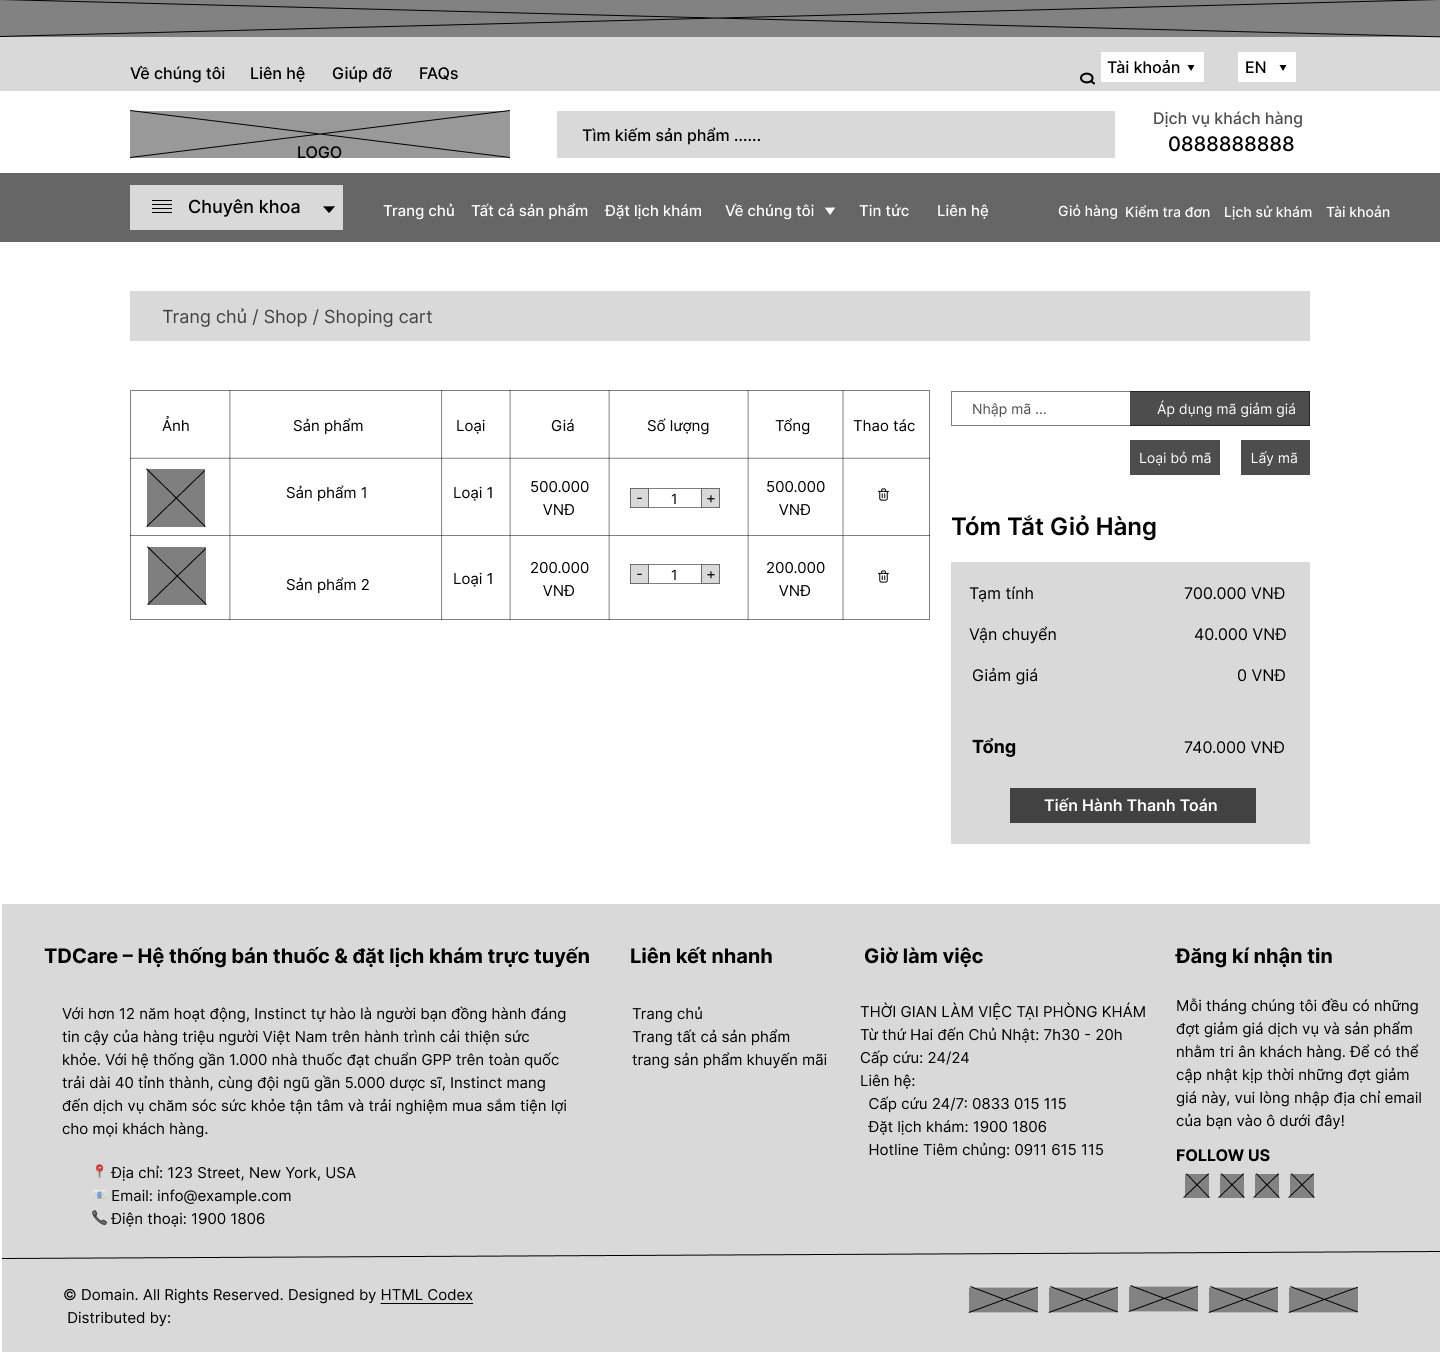 Về chúng tôi Liên hệ Giúp đỡ FAQs Tài khoản EN
LOGO
Tìm kiếm sản phẩm ......
Dịch vụ khách hàng
0888888888
Chuyên khoa Trang chủ Tất cả sản phẩm Đặt lịch khám Về chúng tôi Tin tức Liên hệ Giỏ hàng Kiểm tra đơn Lịch sử khám Tài khoản
Trang chủ / Shop / Shoping cart
Ảnh Sản phẩm Loại Giá Số lượng Tổng Thao tác
Sản phẩm 1 Loại 1 500.000 VNĐ - 1 + 500.000 VNĐ
Sản phẩm 2 Loại 1 200.000 VNĐ - 1 + 200.000 VNĐ
Nhập mã ... Áp dụng mã giảm giá
Loại bỏ mã Lấy mã
Tóm Tắt Giỏ Hàng
Tạm tính 700.000 VNĐ
Vận chuyển 40.000 VNĐ
Giảm giá 0 VNĐ
Tổng 740.000 VNĐ
Tiến Hành Thanh Toán
TDCare – Hệ thống bán thuốc & đặt lịch khám trực tuyến
Với hơn 12 năm hoạt động, Instinct tự hào là người bạn đồng hành đáng
tin cậy của hàng triệu người Việt Nam trên hành trình cải thiện sức
khỏe. Với hệ thống gần 1.000 nhà thuốc đạt chuẩn GPP trên toàn quốc
trải dài 40 tỉnh thành, cùng đội ngũ gần 5.000 dược sĩ, Instinct mang
đến dịch vụ chăm sóc sức khỏe tận tâm và trải nghiệm mua sắm tiện lợi
cho mọi khách hàng.
📍 Địa chỉ: 123 Street, New York, USA
📧 Email: info@example.com
📞 Điện thoại: 1900 1806
Liên kết nhanh
Trang chủ
Trang tất cả sản phẩm
trang sản phẩm khuyến mãi
Giờ làm việc
THỜI GIAN LÀM VIỆC TẠI PHÒNG KHÁM
Từ thứ Hai đến Chủ Nhật: 7h30 - 20h
Cấp cứu: 24/24
Liên hệ:
Cấp cứu 24/7: 0833 015 115
Đặt lịch khám: 1900 1806
Hotline Tiêm chủng: 0911 615 115
Đăng kí nhận tin
Mỗi tháng chúng tôi đều có những
đợt giảm giá dịch vụ và sản phẩm
nhằm tri ân khách hàng. Để có thể
cập nhật kịp thời những đợt giảm
giá này, vui lòng nhập địa chỉ email
của bạn vào ô dưới đây!
FOLLOW US
© Domain. All Rights Reserved. Designed by HTML Codex
Distributed by: